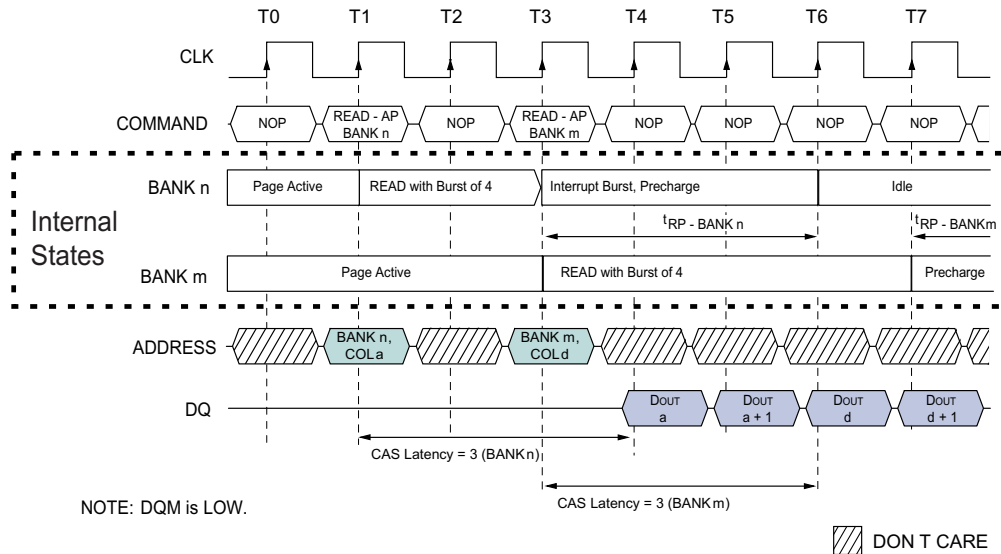 T0 T1 T2 T3 T4 T5 T6 T7
CLK
COMMAND NOP READ - AP NOP READ - AP NOP NOP NOP NOP
BANK n BANK m
BANK n Page Active READ with Burst of 4 Interrupt Burst, Precharge Idle
Internal
States
tRP - BANK n tRP - BANK m
BANK m Page Active READ with Burst of 4 Precharge
ADDRESS BANK n, BANK m,
COL a COL d
DQ DOUT DOUT DOUT DOUT
a a + 1 d d + 1
CAS Latency = 3 (BANK n)
CAS Latency = 3 (BANK m)
NOTE: DQM is LOW.
DON T CARE